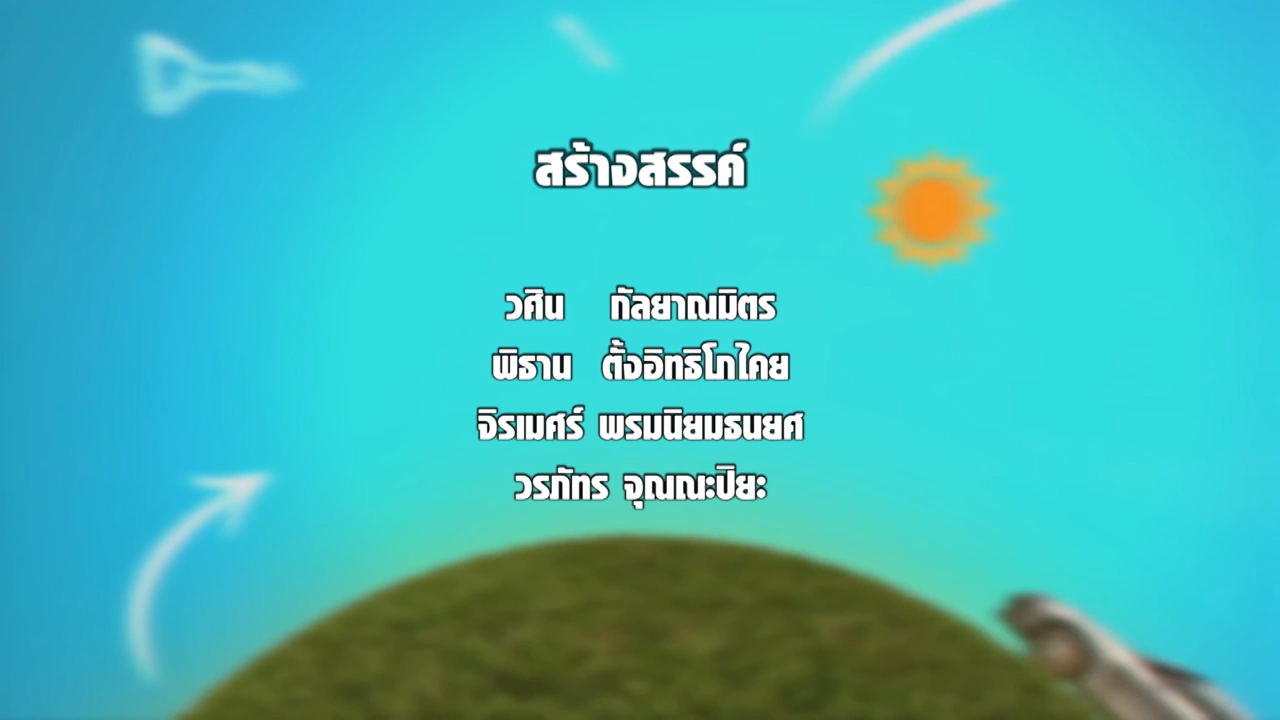 สร้างสรรค์
วศิน กัลยาณมิตร
พิธาน ตั้งอิทธิโภไคย
จิรเมศร์ พรมนิยมธนยศ
วรภัทร จุณณะปิยะ